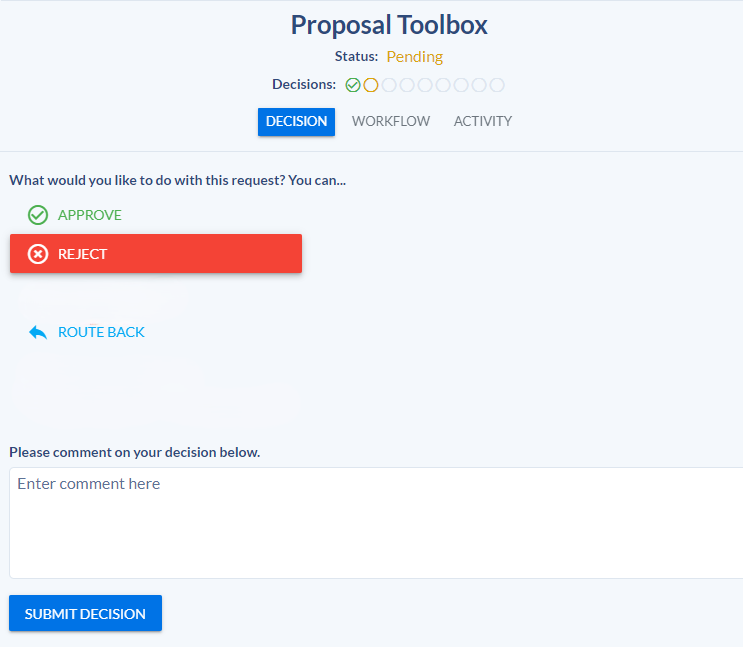 Proposal Toolbox
Status: Pending
Decisions:
DECISION WORKFLOW ACTIVITY
What would you like to do with this request? You can...
APPROVE
REJECT
ROUTE BACK
Please comment on your decision below.
Enter comment here
SUBMIT DECISION